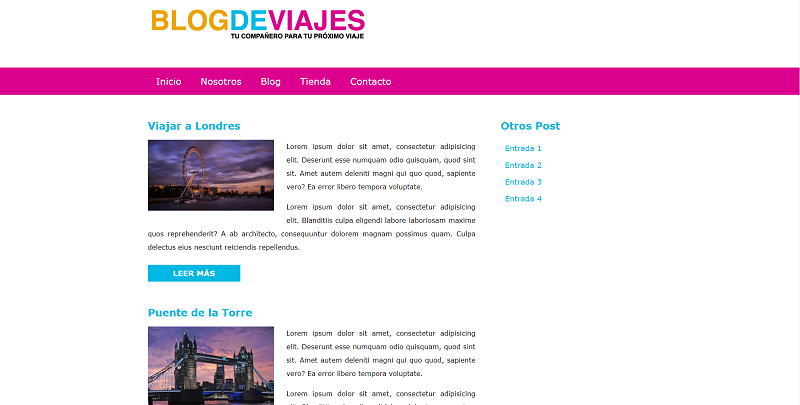 BLOGDEVIAJES
TU COMPAÑERO PARA TU PRÓXIMO VIAJE
Inicio Nosotros Blog Tienda Contacto
Viajar a Londres
Lorem ipsum dolor sit amet, consectetur adipisicing
elit. Deserunt esse numquam odio quisquam, quod sint
sit. Amet autem deleniti magni qui quo quod, sapiente
vero? Ea error libero tempora voluptate.
Lorem ipsum dolor sit amet, consectetur adipisicing
elit. Blanditiis culpa eligendi labore laboriosam maxime
quos reprehenderit? A ab architecto, consequuntur dolorem magnam possimus quam. Culpa
delectus eius nesciunt reiciendis repellendus.
LEER MÁS
Puente de la Torre
Lorem ipsum dolor sit amet, consectetur adipisicing
elit. Deserunt esse numquam odio quisquam, quod sint
sit. Amet autem deleniti magni qui quo quod, sapiente
vero? Ea error libero tempora voluptate.
Lorem ipsum dolor sit amet, consectetur adipisicing
Otros Post
Entrada 1
Entrada 2
Entrada 3
Entrada 4